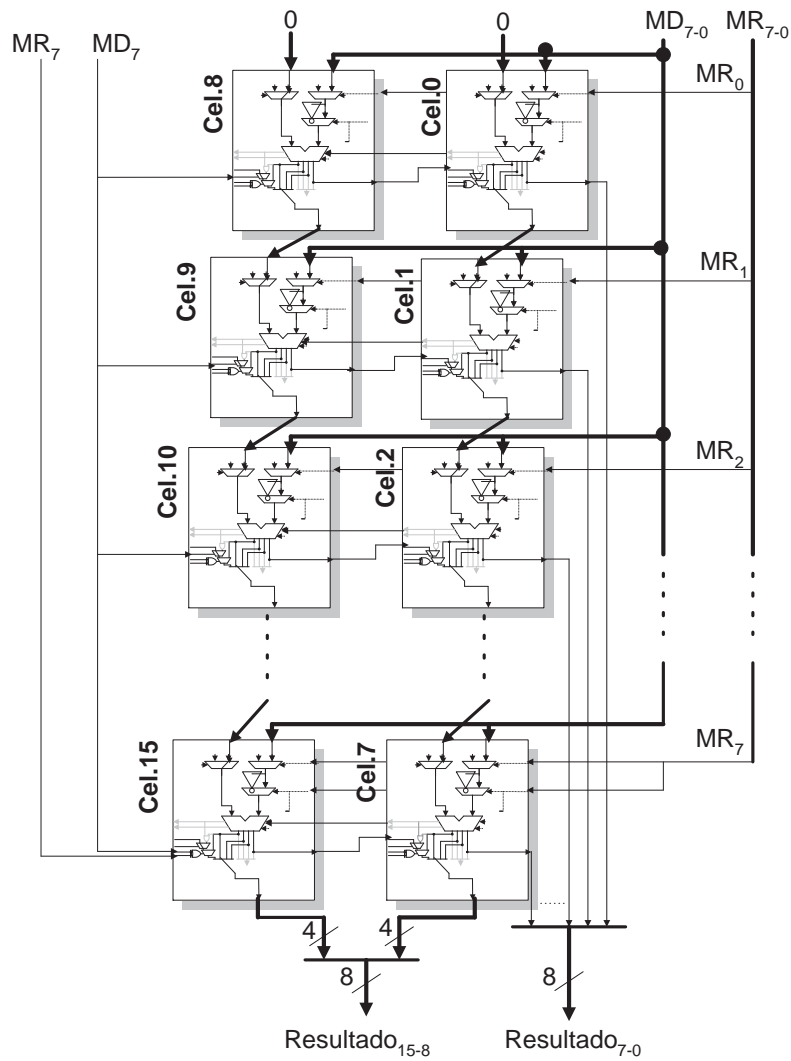 0
0
MD7-0
MR7-0
MR7
MD7
Cel.8
Cel.0
MR0
Cel.9
Cel.1
MR1
Cel.10
Cel.2
MR2
Cel.15
Cel.7
MR7
4
4
8
8
Resultado15-8
Resultado7-0